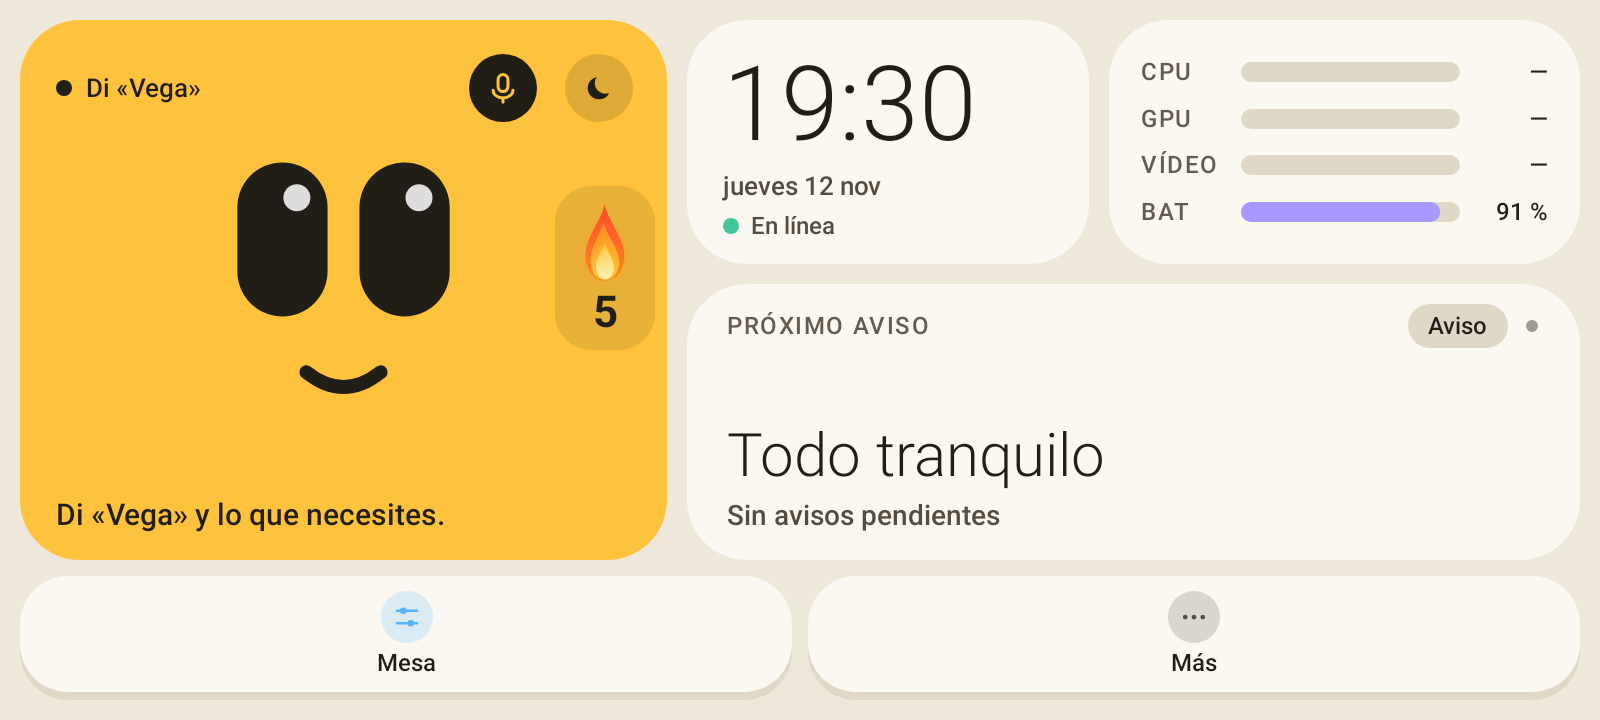 Di «Vega»
5
Di «Vega» y lo que necesites.
19:30
jueves 12 nov
En línea
CPU –
GPU –
VÍDEO –
BAT 91 %
PRÓXIMO AVISO
Aviso
Todo tranquilo
Sin avisos pendientes
Mesa
Más